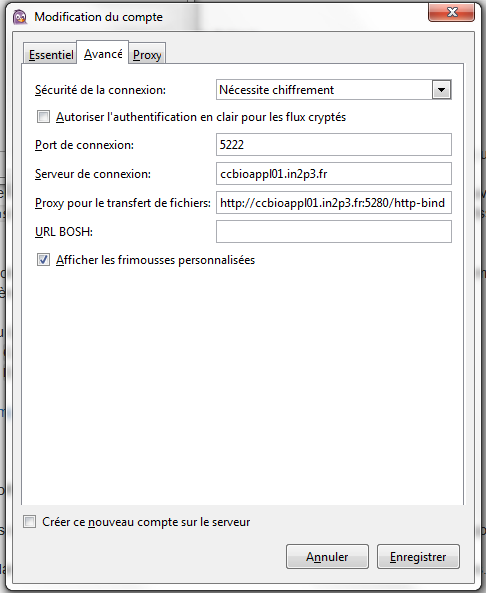 Modification du compte
Essentiel Avancé Proxy
Sécurité de la connexion: Nécessite chiffrement
Autoriser l'authentification en clair pour les flux cryptés
Port de connexion: 5222
Serveur de connexion: ccbioappl01.in2p3.fr
Proxy pour le transfert de fichiers: http://ccbioappl01.in2p3.fr:5280/http-bind
URL BOSH:
Afficher les frimousses personnalisées
Créer ce nouveau compte sur le serveur
Annuler Enregistrer